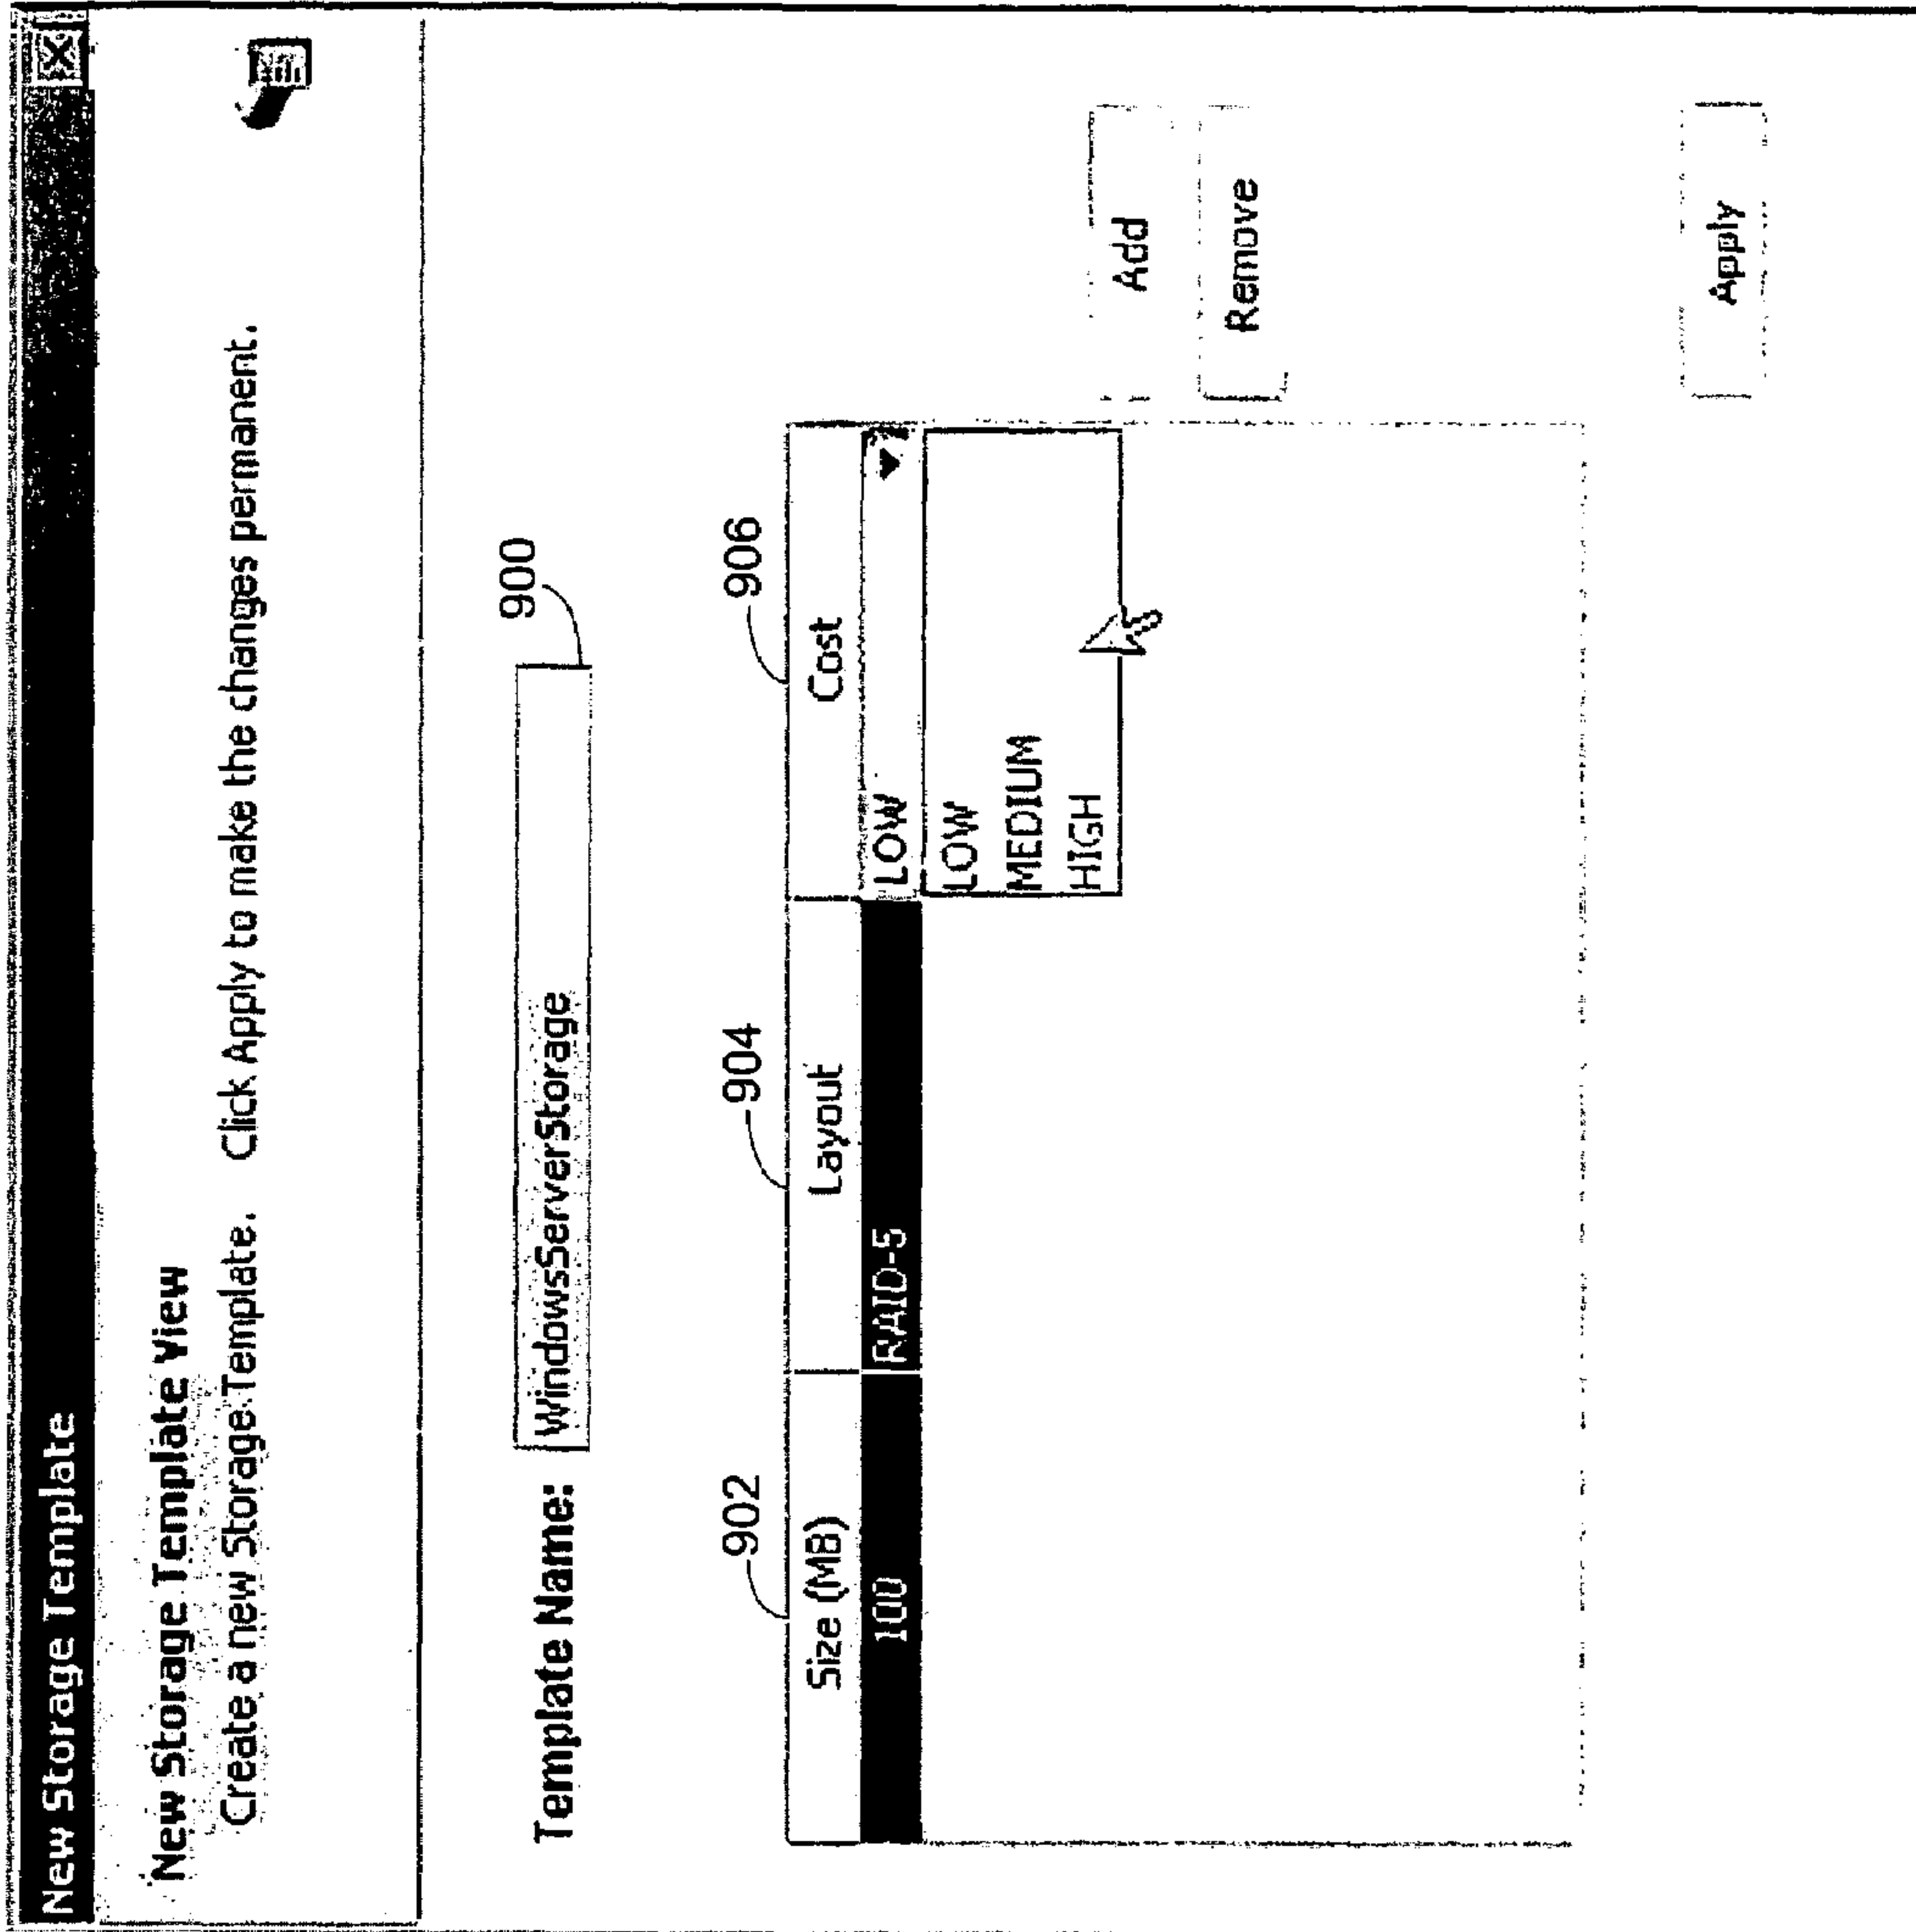 New Storage Template
New Storage Template View
Create a new Storage Template. Click Apply to make the changes permanent.
900
Template Name: WindowsServerStorage
902 904 906
Size (MB) Layout Cost
100 RAID-5 LOW
LOW
MEDIUM
HIGH
Add
Remove
Apply